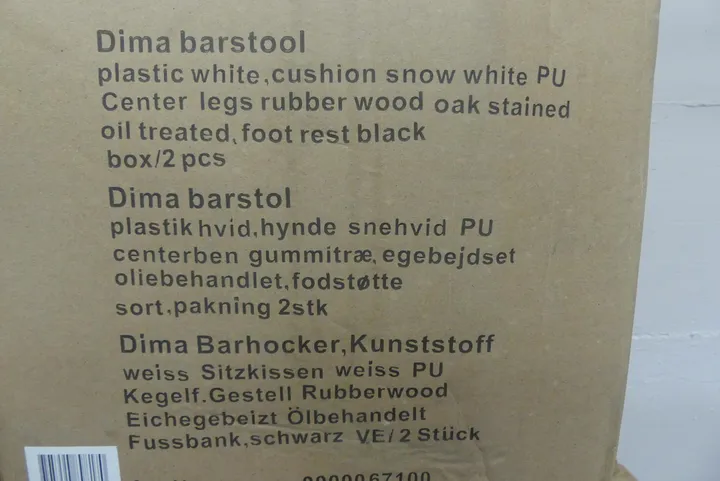 Dima barstool
plastic white,cushion snow white PU
Center legs rubber wood oak stained
oil treated,foot rest black
box/2 pcs
Dima barstol
plastik hvid,hynde snehvid PU
centerben gummitræ,egebejdset
oliebehandlet,fodstøtte
sort,pakning 2stk
Dima Barhocker,Kunststoff
weiss Sitzkissen weiss PU
Kegelf.Gestell Rubberwood
Eichegebeizt Ölbehandelt
Fussbank,schwarz VE/2 Stück
0000067100